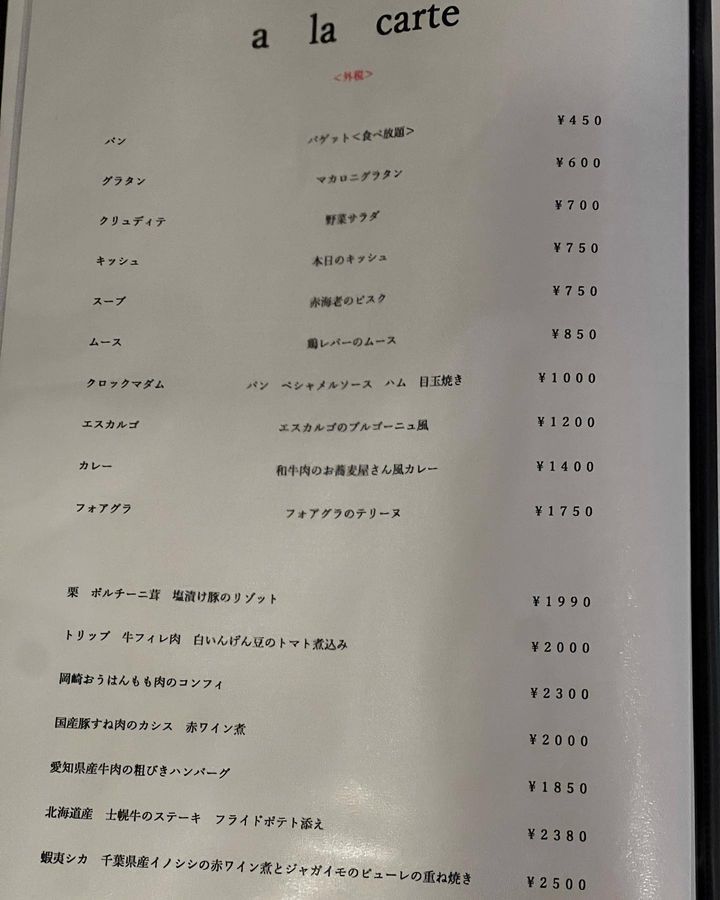 a la carte
<外税>
パン バゲット<食べ放題> ¥450
グラタン マカロニグラタン ¥600
クリュディテ 野菜サラダ ¥700
キッシュ 本日のキッシュ ¥750
スープ 赤海老のビスク ¥750
ムース 鶏レバーのムース ¥850
クロックマダム パン ベシャメルソース ハム 目玉焼き ¥1000
エスカルゴ エスカルゴのブルゴーニュ風 ¥1200
カレー 和牛肉のお蕎麦屋さん風カレー ¥1400
フォアグラ フォアグラのテリーヌ ¥1750
栗 ポルチーニ茸 塩漬け豚のリゾット ¥1990
トリップ 牛フィレ肉 白いんげん豆のトマト煮込み ¥2000
岡崎おうはんもも肉のコンフィ ¥2300
国産豚すね肉のカシス 赤ワイン煮 ¥2000
愛知県産牛肉の粗びきハンバーグ ¥1850
北海道産 士幌牛のステーキ フライドポテト添え ¥2380
蝦夷シカ 千葉県産イノシシの赤ワイン煮とジャガイモのピューレの重ね焼き ¥2500